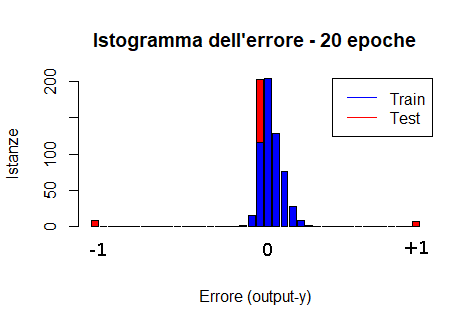 Istogramma dell'errore - 20 epoche
Istanze
200
100
50
0
Train
Test
-1
0
+1
Errore (output-y)